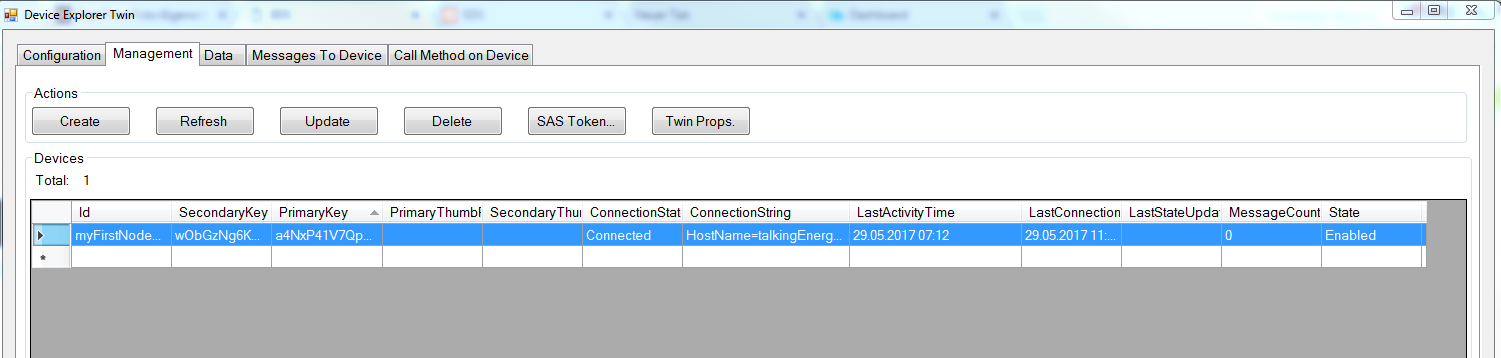 Device Explorer Twin
Configuration Management Data Messages To Device Call Method on Device
Actions
Create Refresh Update Delete SAS Token... Twin Props.
Devices
Total: 1
Id SecondaryKey PrimaryKey PrimaryThumb SecondaryThu ConnectionStat ConnectionString LastActivityTime LastConnection LastStateUpda MessageCount State
myFirstNode... wObGzNg6K... a4NxP41V7Qp... Connected HostName=talkingEnerg... 29.05.2017 07:12 29.05.2017 11:... 0 Enabled
*